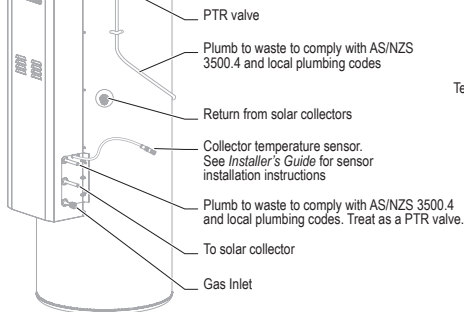 PTR valve
Plumb to waste to comply with AS/NZS
3500.4 and local plumbing codes
Te
Return from solar collectors
Collector temperature sensor.
See Installer's Guide for sensor
installation instructions
Plumb to waste to comply with AS/NZS 3500.4
and local plumbing codes. Treat as a PTR valve.
To solar collector
Gas Inlet